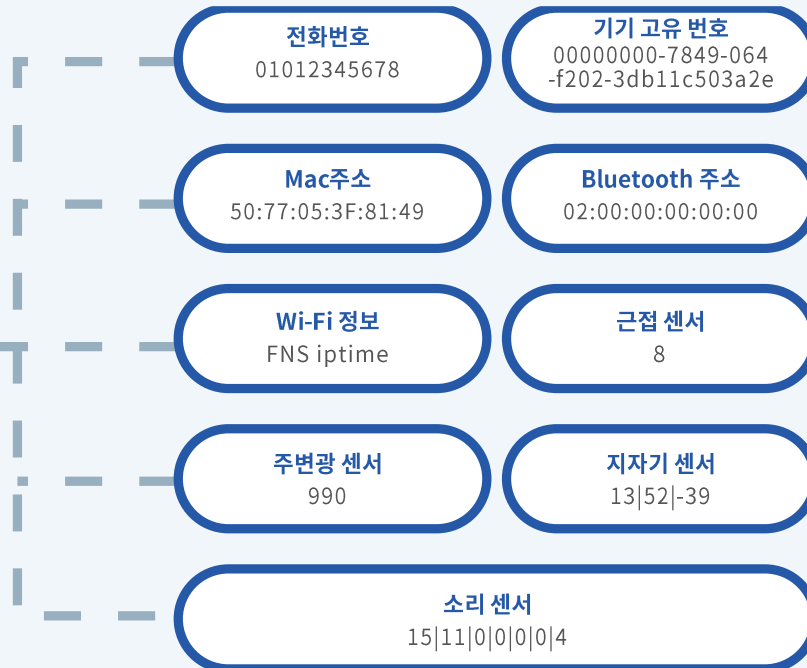 전화번호
01012345678
기기 고유 번호
00000000-7849-064
-f202-3db11c503a2e
Mac주소
50:77:05:3F:81:49
Bluetooth 주소
02:00:00:00:00:00
Wi-Fi 정보
FNS iptime
근접 센서
8
주변광 센서
990
지자기 센서
13|52|-39
소리 센서
15|11|0|0|0|0|4